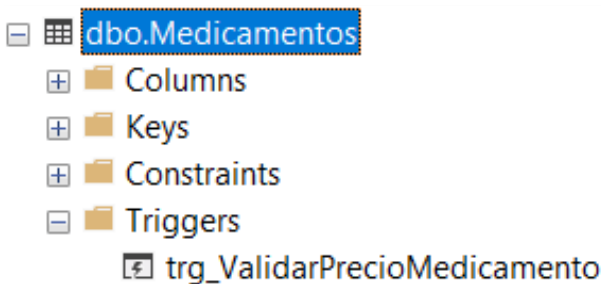 dbo.Medicamentos
Columns
Keys
Constraints
Triggers
trg_ValidarPrecioMedicamento